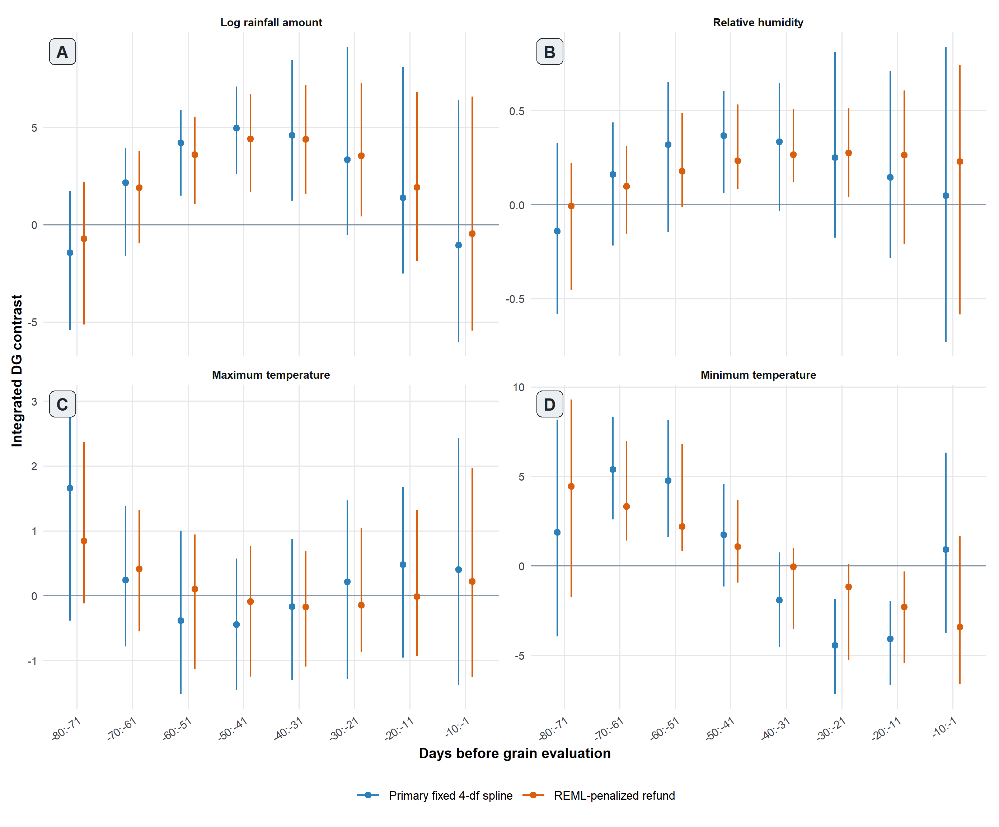 Log rainfall amount
Relative humidity
A
B
5
0
-5
0.5
0.0
-0.5
Integrated DG contrast
Maximum temperature
Minimum temperature
C
D
3
2
1
0
-1
10
5
0
-5
-80:-71
-70:-61
-60:-51
-50:-41
-40:-31
-30:-21
-20:-11
-10:-1
-80:-71
-70:-61
-60:-51
-50:-41
-40:-31
-30:-21
-20:-11
-10:-1
Days before grain evaluation
Primary fixed 4-df spline
REML-penalized refund